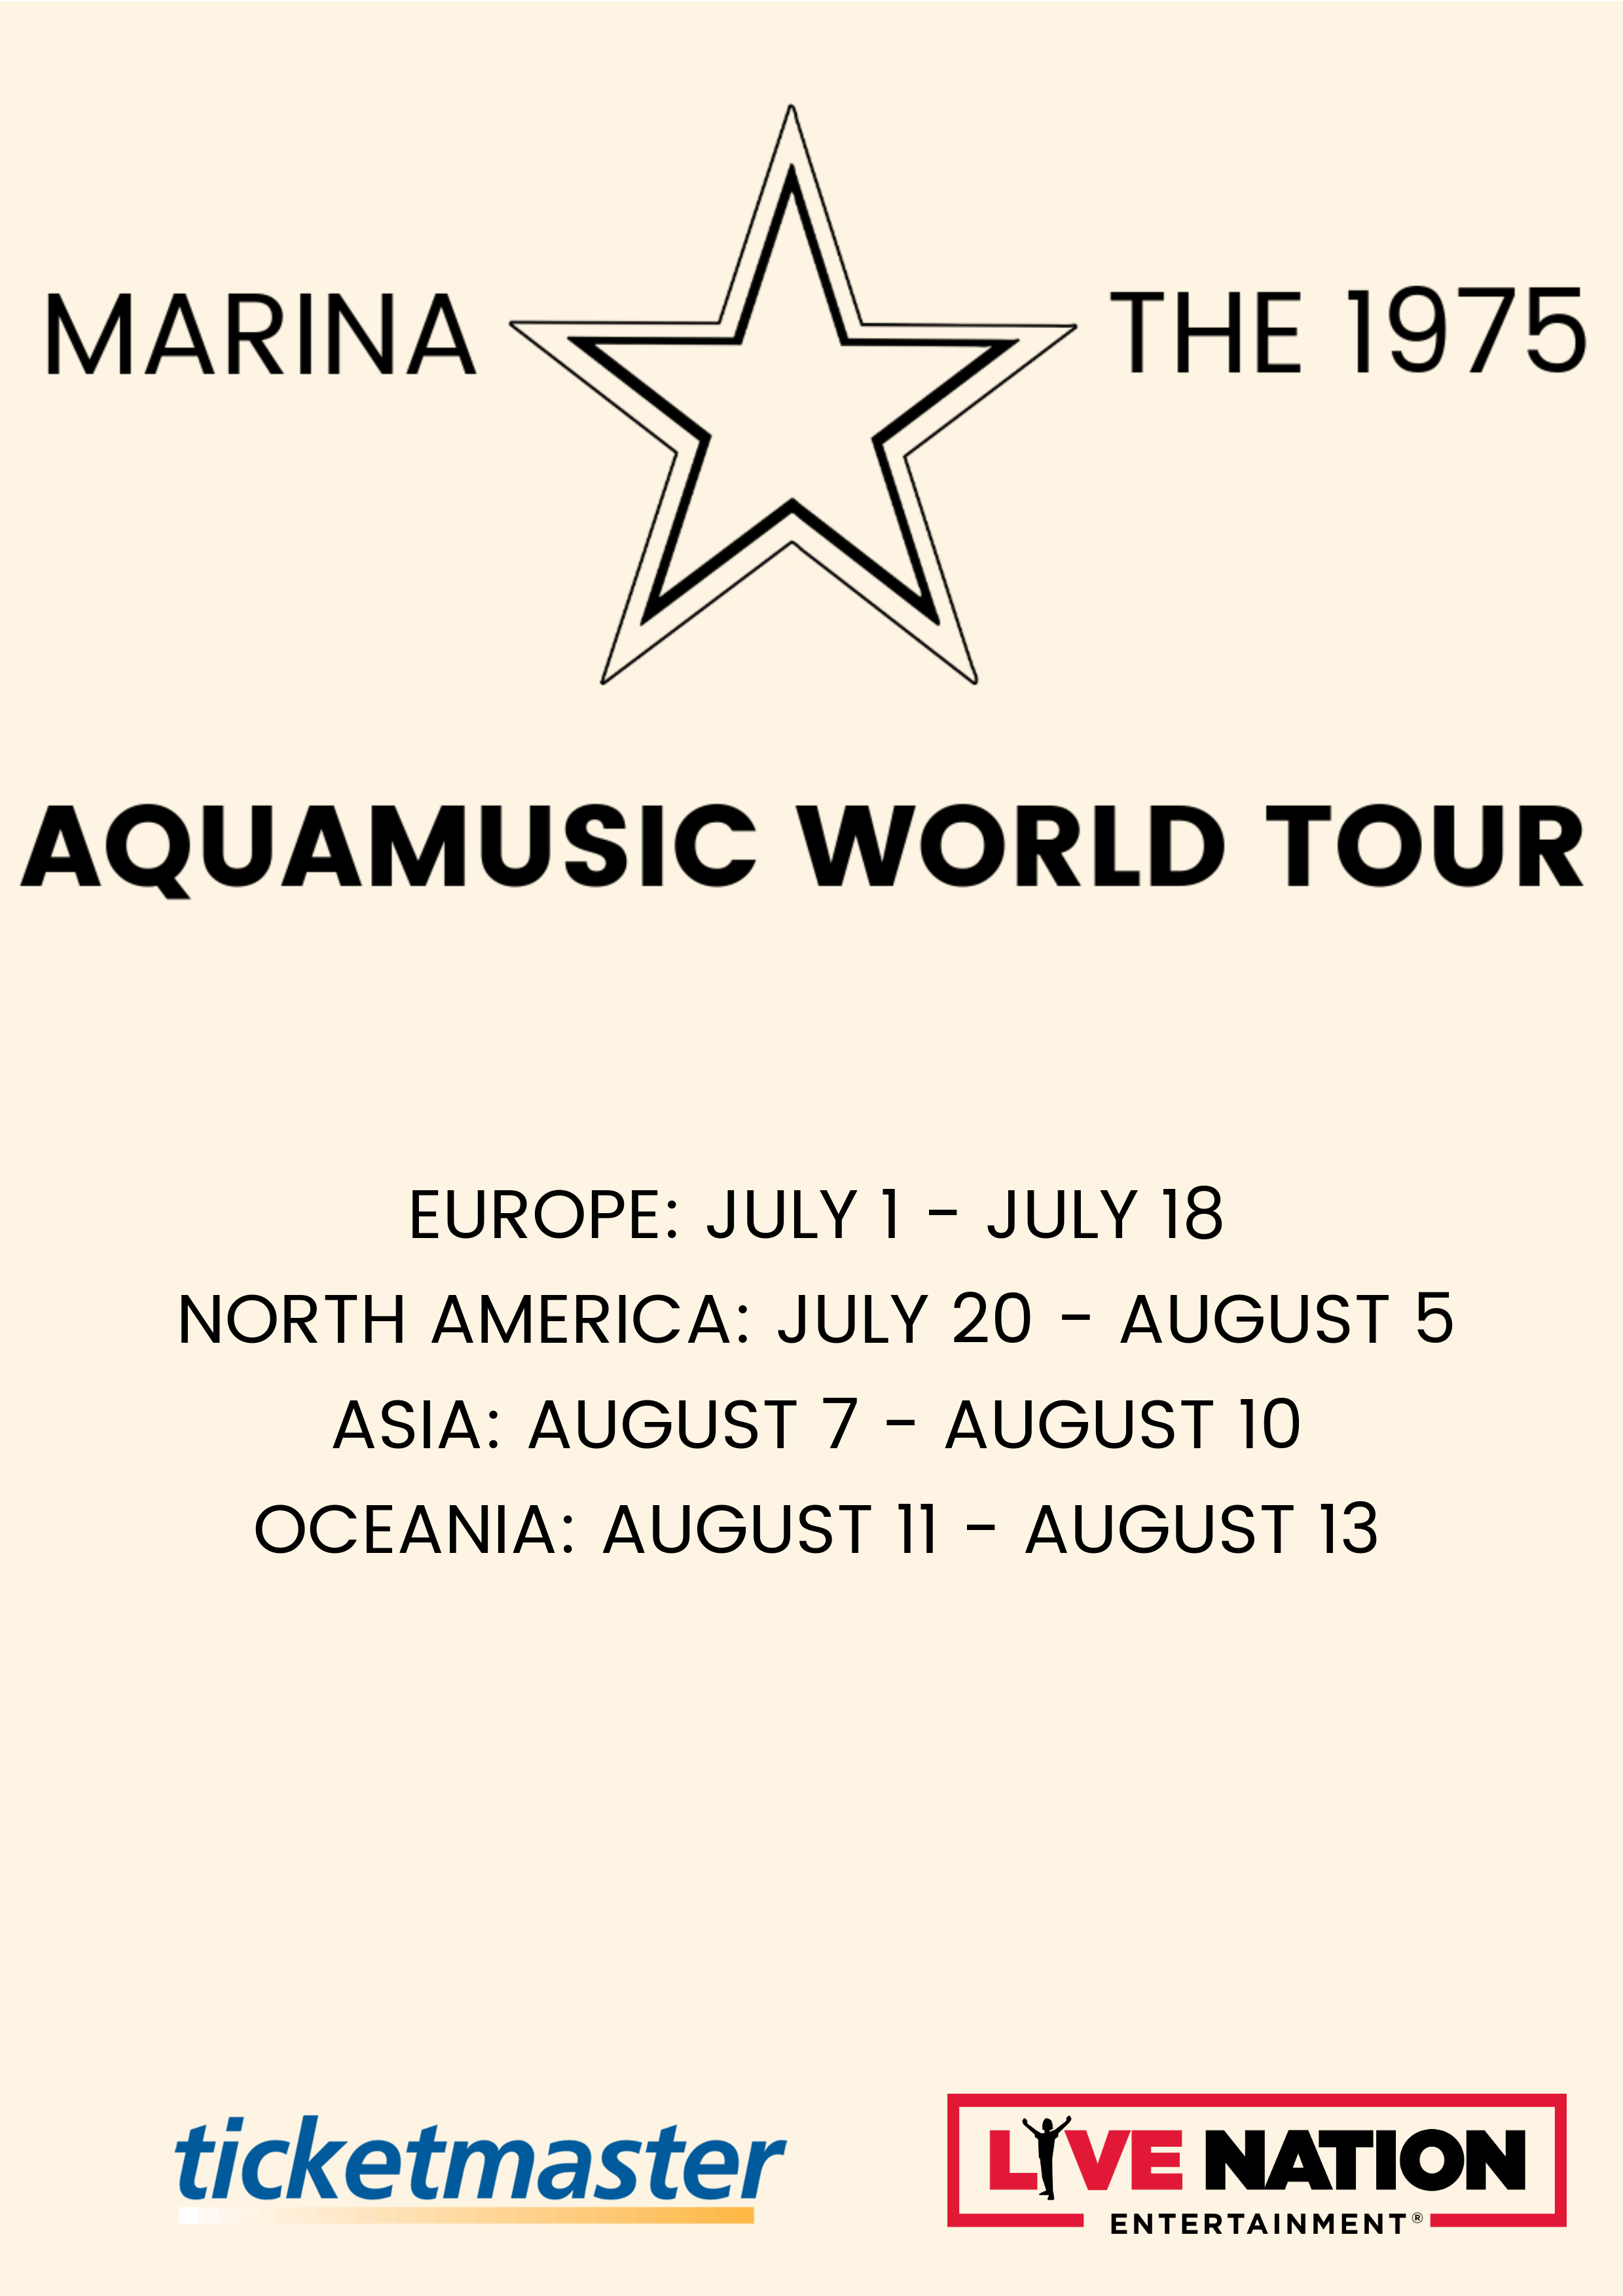 MARINA
THE 1975
AQUAMUSIC WORLD TOUR
EUROPE: JULY 1 - JULY 18
NORTH AMERICA: JULY 20 - AUGUST 5
ASIA: AUGUST 7 - AUGUST 10
OCEANIA: AUGUST 11 - AUGUST 13
ticketmaster
LIVE NATION
ENTERTAINMENT®